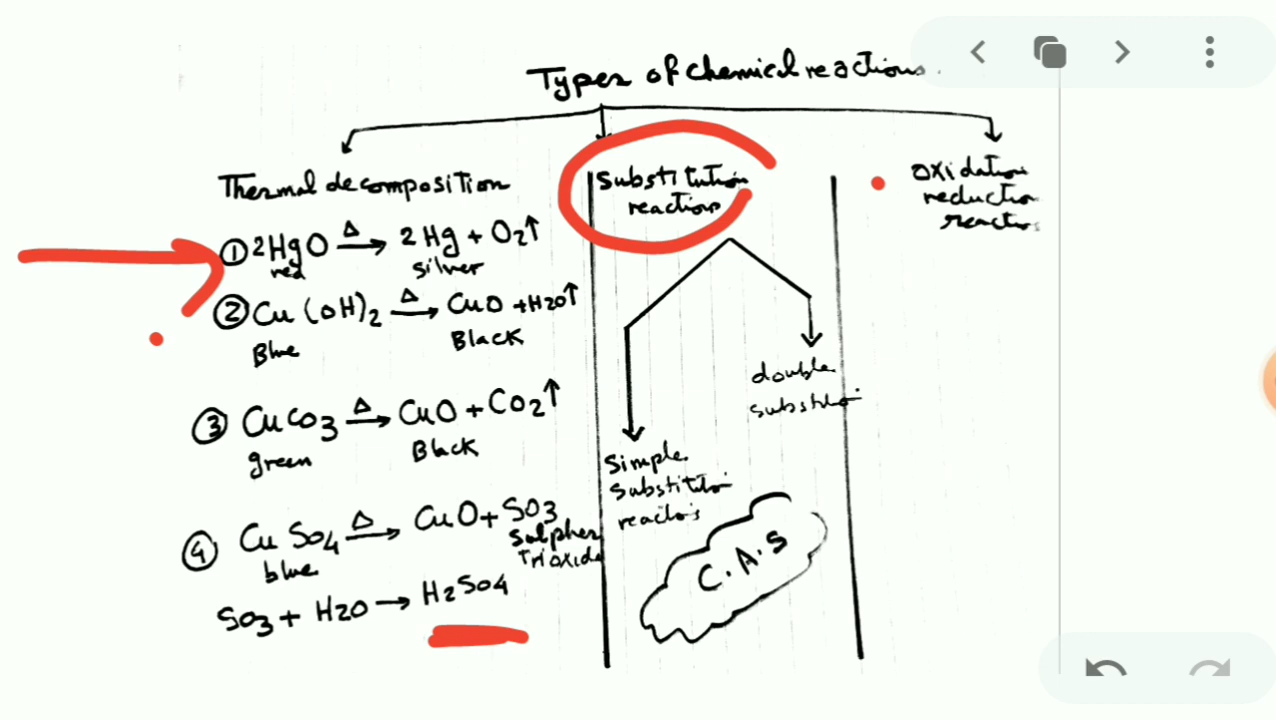 Types of chemical reactions.
Thermal decomposition
① 2HgO Δ→ 2Hg + O2↑
red silver
② Cu(OH)2 Δ→ CuO + H2O↑
Blue Black
③ CuCO3 Δ→ CuO + CO2↑
green Black
④ CuSO4 Δ→ CuO + SO3
blue Sulpher
Trioxide
SO3 + H2O → H2SO4
Substitution
reactions
Simple
substitution
reactions
double
C.A.S
oxidation
reduction